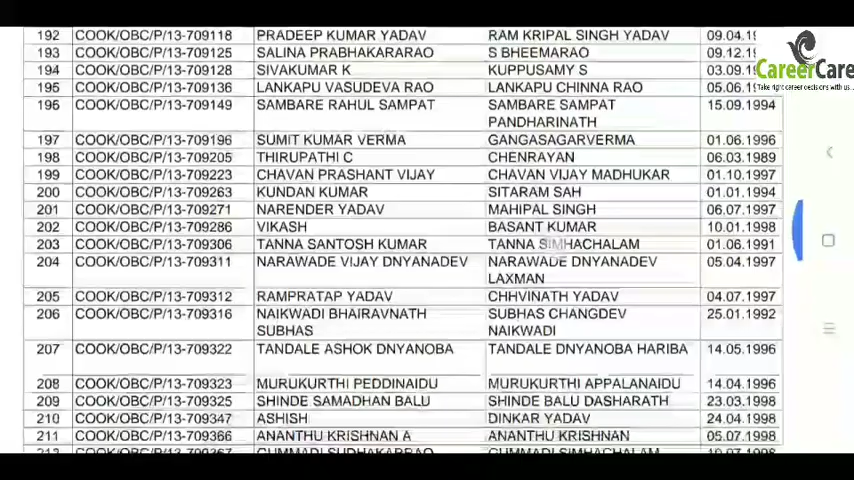 192 COOK/OBC/P/13-709118 PRADEEP KUMAR YADAV RAM KRIPAL SINGH YADAV 09.04.
193 COOK/OBC/P/13-709125 SALINA PRABHAKARARAO S BHEEMARAO 09.12.
194 COOK/OBC/P/13-709128 SIVAKUMAR K KUPPUSAMY S 03.09.
CareerCare
Take right career decisions with us...
195 COOK/OBC/P/13-709136 LANKAPU VASUDEVA RAO LANKAPU CHINNA RAO 05.06.
196 COOK/OBC/P/13-709149 SAMBARE RAHUL SAMPAT SAMBARE SAMPAT 15.09.1994
PANDHARINATH
197 COOK/OBC/P/13-709196 SUMIT KUMAR VERMA GANGASAGARVERMA 01.06.1996
198 COOK/OBC/P/13-709205 THIRUPATHI C CHENRAYAN 06.03.1989
199 COOK/OBC/P/13-709223 CHAVAN PRASHANT VIJAY CHAVAN VIJAY MADHUKAR 01.10.1997
200 COOK/OBC/P/13-709263 KUNDAN KUMAR SITARAM SAH 01.01.1994
201 COOK/OBC/P/13-709271 NARENDER YADAV MAHIPAL SINGH 06.07.1997
202 COOK/OBC/P/13-709286 VIKASH BASANT KUMAR 10.01.1998
203 COOK/OBC/P/13-709306 TANNA SANTOSH KUMAR TANNA SIMHACHALAM 01.06.1991
204 COOK/OBC/P/13-709311 NARAWADE VIJAY DNYANADEV NARAWADE DNYANADEV 05.04.1997
LAXMAN
205 COOK/OBC/P/13-709312 RAMPRATAP YADAV CHHVINATH YADAV 04.07.1997
206 COOK/OBC/P/13-709316 NAIKWADI BHAIRAVNATH SUBHAS CHANGDEV 25.01.1992
SUBHAS NAIKWADI
207 COOK/OBC/P/13-709322 TANDALE ASHOK DNYANOBA TANDALE DNYANOBA HARIBA 14.05.1996
208 COOK/OBC/P/13-709323 MURUKURTHI PEDDINAIDU MURUKURTHI APPALANAIDU 14.04.1996
209 COOK/OBC/P/13-709325 SHINDE SAMADHAN BALU SHINDE BALU DASHARATH 23.03.1998
210 COOK/OBC/P/13-709347 ASHISH DINKAR YADAV 24.04.1998
211 COOK/OBC/P/13-709366 ANANTHU KRISHNAN A ANANTHU KRISHNAN 05.07.1998